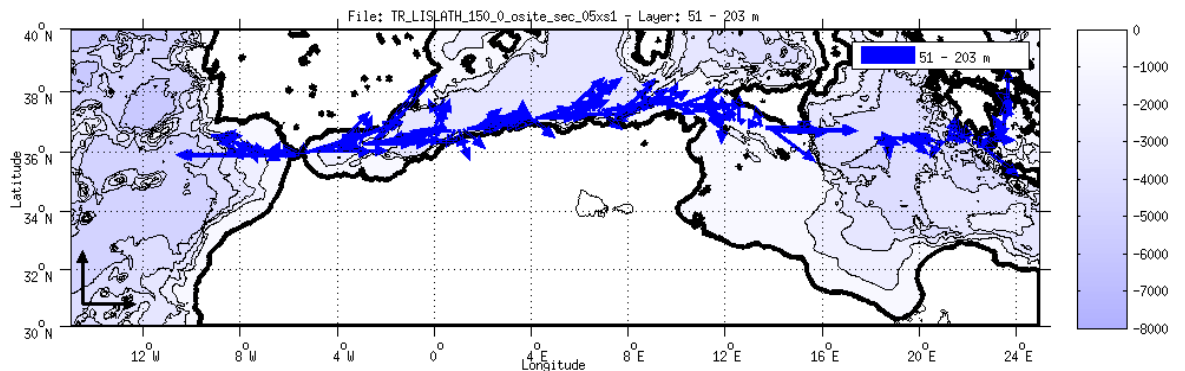 File: TR_LISLATH_150_0_osite_sec_05xs1 - Layer: 51 - 203 m
51 - 203 m
40°N
38°N
36°N
34°N
32°N
30°N
Latitude
12°W
8°W
4°W
0°
4°E
8°E
12°E
16°E
20°E
24°E
Longitude
0
-1000
-2000
-3000
-4000
-5000
-6000
-7000
-8000